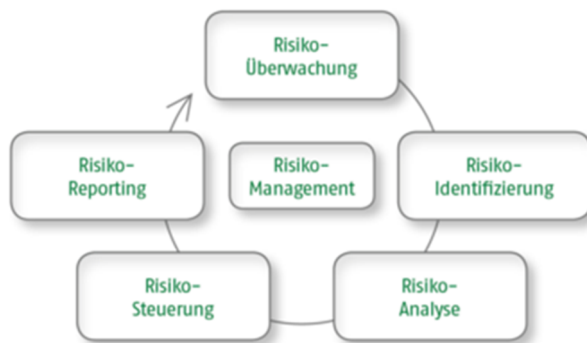 Risiko-
Überwachung
Risiko-
Reporting
Risiko-
Management
Risiko-
Identifizierung
Risiko-
Steuerung
Risiko-
Analyse